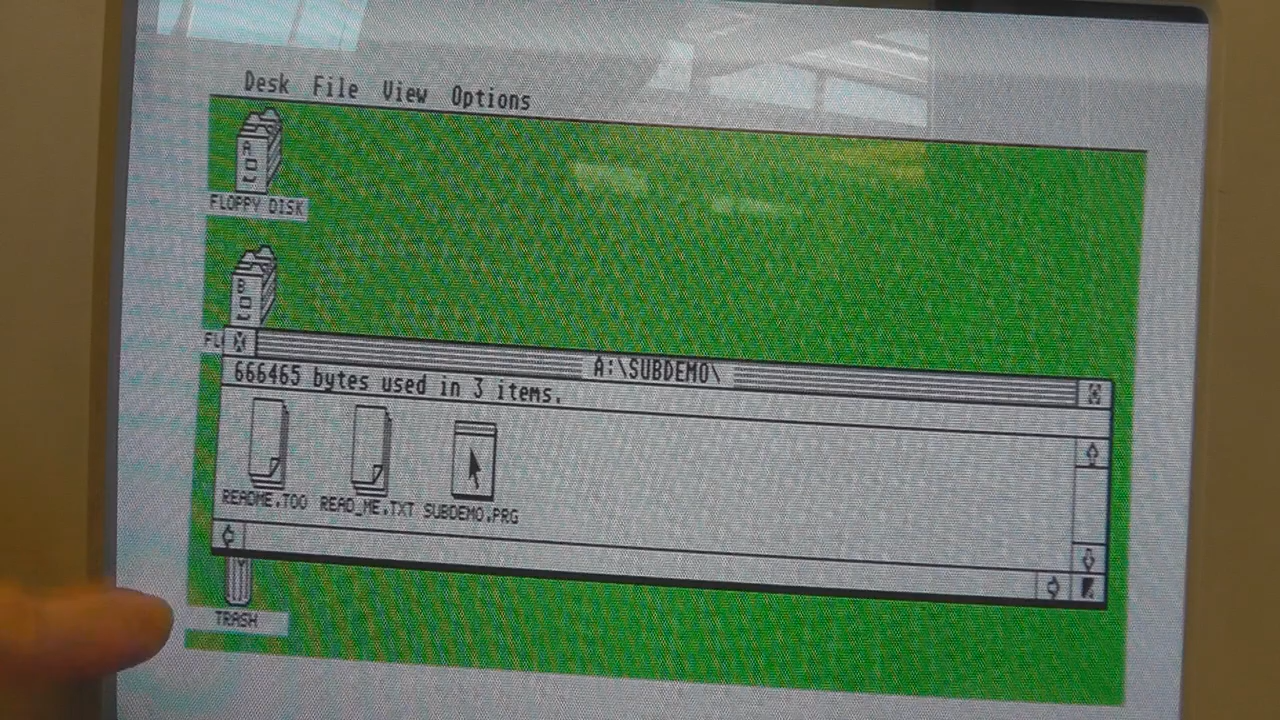 Desk File View Options
A
FLOPPY DISK
B
FL
A:\SUBDEMO\
666465 bytes used in 3 items.
README.TOO READ_ME.TXT SUBDEMO.PRG
TRASH